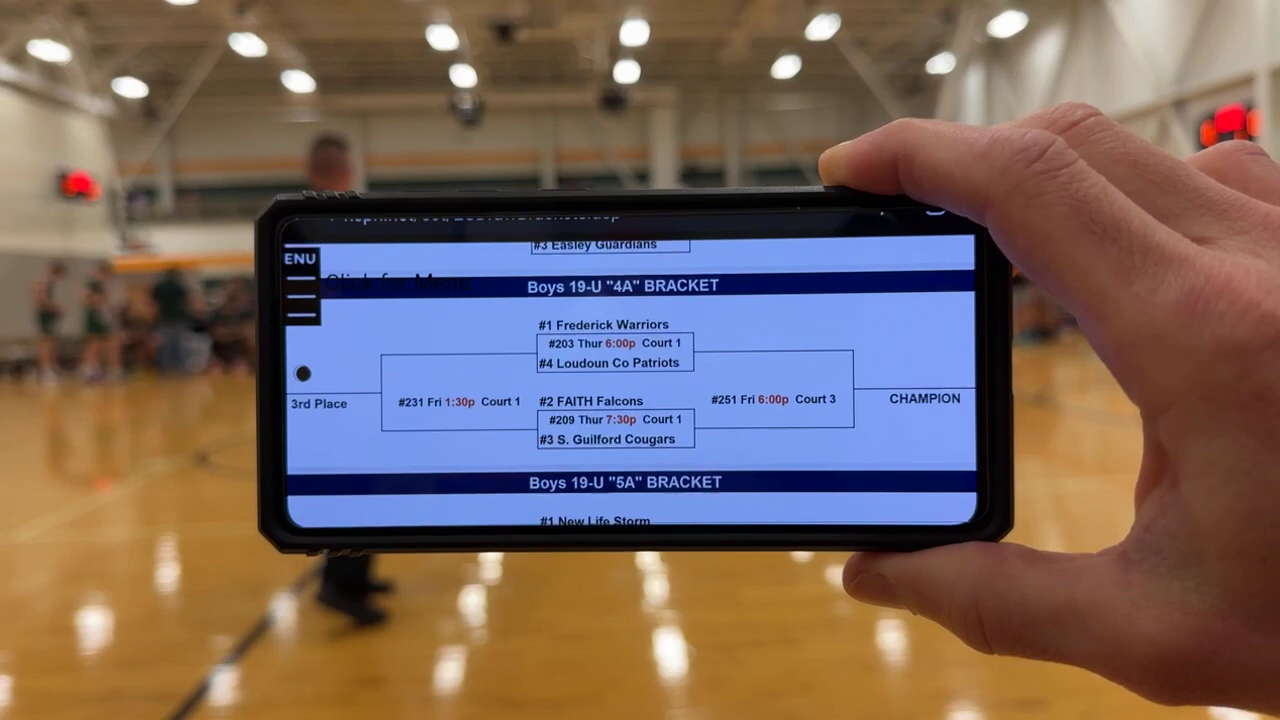 #3 Easley Guardians
ENU
Click for Menu
Boys 19-U "4A" BRACKET
#1 Frederick Warriors
#203 Thur 6:00p Court 1
#4 Loudoun Co Patriots
3rd Place
#231 Fri 1:30p Court 1
#2 FAITH Falcons
#251 Fri 6:00p Court 3
CHAMPION
#209 Thur 7:30p Court 1
#3 S. Guilford Cougars
Boys 19-U "5A" BRACKET
#1 New Life Storm